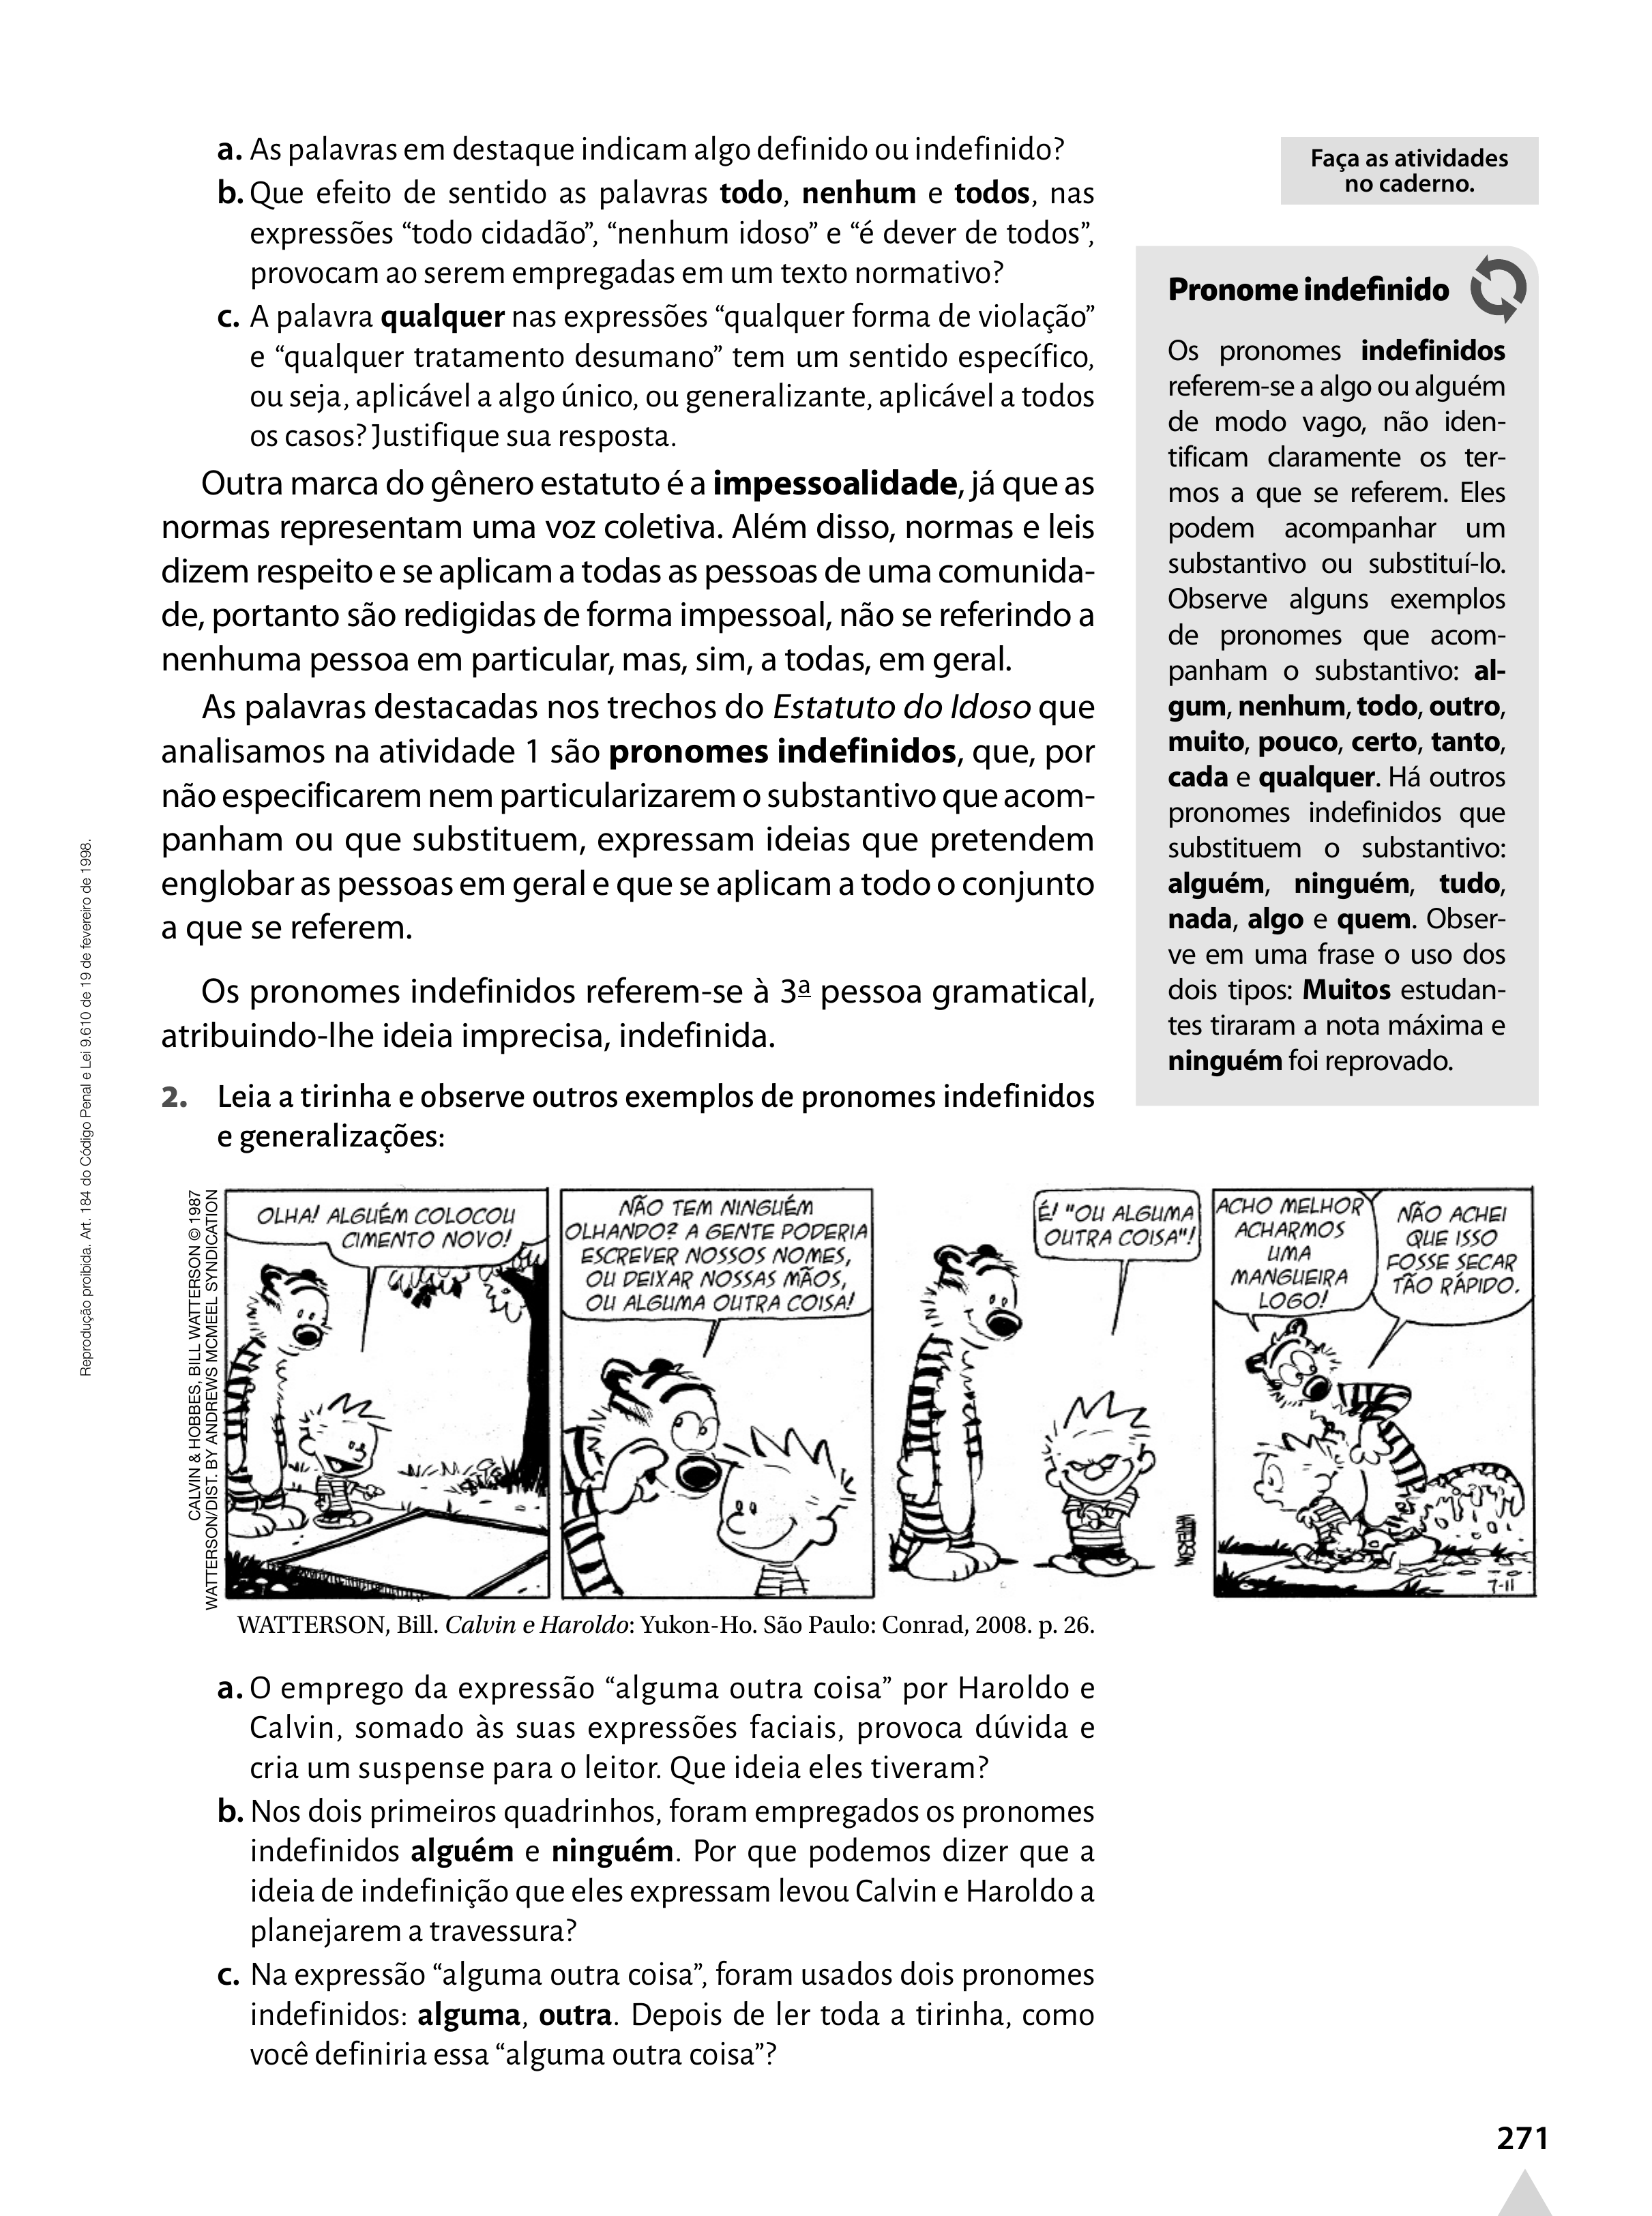 a. As palavras em destaque indicam algo definido ou indefinido?
b. Que efeito de sentido as palavras todo, nenhum e todos, nas
expressões “todo cidadão”, “nenhum idoso” e “é dever de todos”,
provocam ao serem empregadas em um texto normativo?
c. A palavra qualquer nas expressões “qualquer forma de violação”
e “qualquer tratamento desumano” tem um sentido específico,
ou seja, aplicável a algo único, ou generalizante, aplicável a todos
os casos? Justifique sua resposta.
Outra marca do gênero estatuto é a impessoalidade, já que as
normas representam uma voz coletiva. Além disso, normas e leis
dizem respeito e se aplicam a todas as pessoas de uma comunida-
de, portanto são redigidas de forma impessoal, não se referindo a
nenhuma pessoa em particular, mas, sim, a todas, em geral.
As palavras destacadas nos trechos do Estatuto do Idoso que
analisamos na atividade 1 são pronomes indefinidos, que, por
não especificarem nem particularizarem o substantivo que acom-
panham ou que substituem, expressam ideias que pretendem
englobar as pessoas em geral e que se aplicam a todo o conjunto
a que se referem.
Os pronomes indefinidos referem-se à 3ª pessoa gramatical,
atribuindo-lhe ideia imprecisa, indefinida.
Faça as atividades
no caderno.
Pronome indefinido
Os pronomes indefinidos
referem-se a algo ou alguém
de modo vago, não iden-
tificam claramente os ter-
mos a que se referem. Eles
podem acompanhar um
substantivo ou substituí-lo.
Observe alguns exemplos
de pronomes que acom-
panham o substantivo: al-
gum, nenhum, todo, outro,
muito, pouco, certo, tanto,
cada e qualquer. Há outros
pronomes indefinidos que
substituem o substantivo:
alguém, ninguém, tudo,
nada, algo e quem. Obser-
ve em uma frase o uso dos
dois tipos: Muitos estudan-
tes tiraram a nota máxima e
ninguém foi reprovado.
Reprodução proibida. Art. 184 do Código Penal e Lei 9.610 de 19 de fevereiro de 1998.
2. Leia a tirinha e observe outros exemplos de pronomes indefinidos
e generalizações:
CALVIN & HOBBES, BILL WATTERSON © 1987
WATTERSON/DIST. BY ANDREWS MCMEEL SYNDICATION
OLHA! ALGUÉM COLOCOU
CIMENTO NOVO!
NÃO TEM NINGUÉM
OLHANDO? A GENTE PODERIA
ESCREVER NOSSOS NOMES,
OU DEIXAR NOSSAS MÃOS,
OU ALGUMA OUTRA COISA!
É! "OU ALGUMA
OUTRA COISA"!
WATTERSON
ACHO MELHOR
ACHARMOS
UMA
MANGUEIRA
LOGO!
NÃO ACHEI
QUE ISSO
FOSSE SECAR
TÃO RÁPIDO.
7-11
WATTERSON, Bill. Calvin e Haroldo: Yukon-Ho. São Paulo: Conrad, 2008. p. 26.
a. O emprego da expressão “alguma outra coisa” por Haroldo e
Calvin, somado às suas expressões faciais, provoca dúvida e
cria um suspense para o leitor. Que ideia eles tiveram?
b. Nos dois primeiros quadrinhos, foram empregados os pronomes
indefinidos alguém e ninguém. Por que podemos dizer que a
ideia de indefinição que eles expressam levou Calvin e Haroldo a
planejarem a travessura?
c. Na expressão “alguma outra coisa”, foram usados dois pronomes
indefinidos: alguma, outra. Depois de ler toda a tirinha, como
você definiria essa “alguma outra coisa”?
271